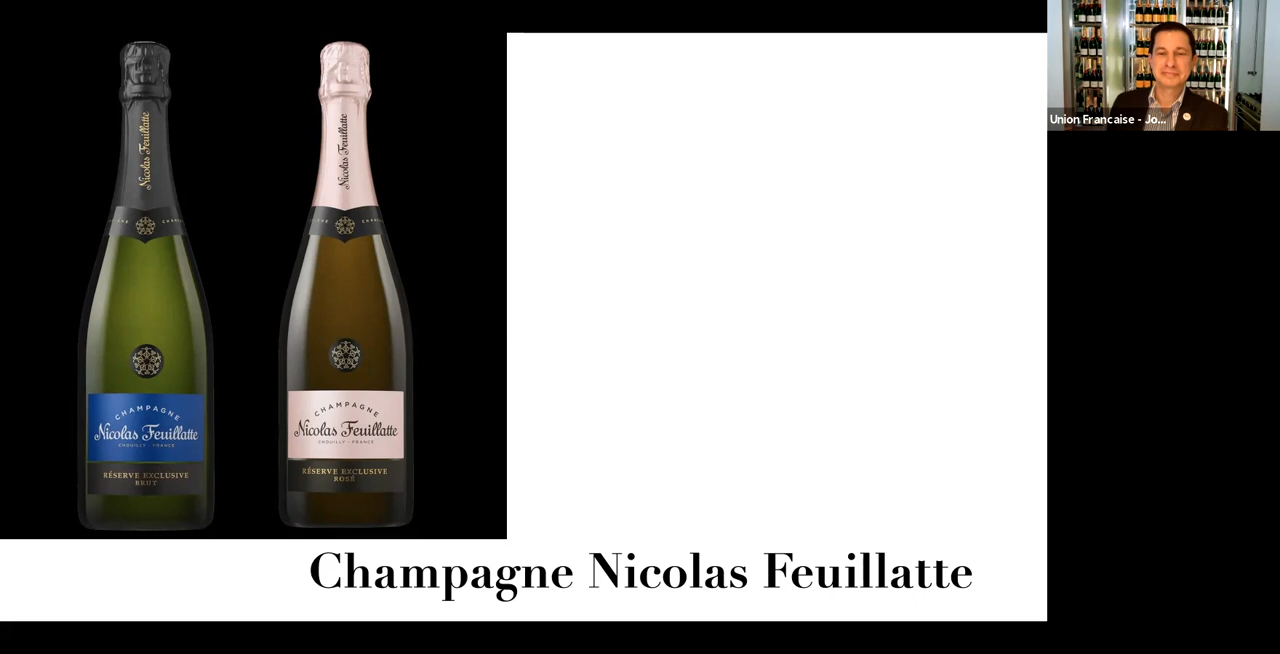 Nicolas Feuillatte
CHAMPAGNE
Nicolas Feuillatte
CHOUILLY - FRANCE
RÉSERVE EXCLUSIVE
BRUT
Nicolas Feuillatte
CHAMPAGNE
Nicolas Feuillatte
CHOUILLY - FRANCE
RÉSERVE EXCLUSIVE
ROSÉ
Union Francaise - Jo...
Champagne Nicolas Feuillatte